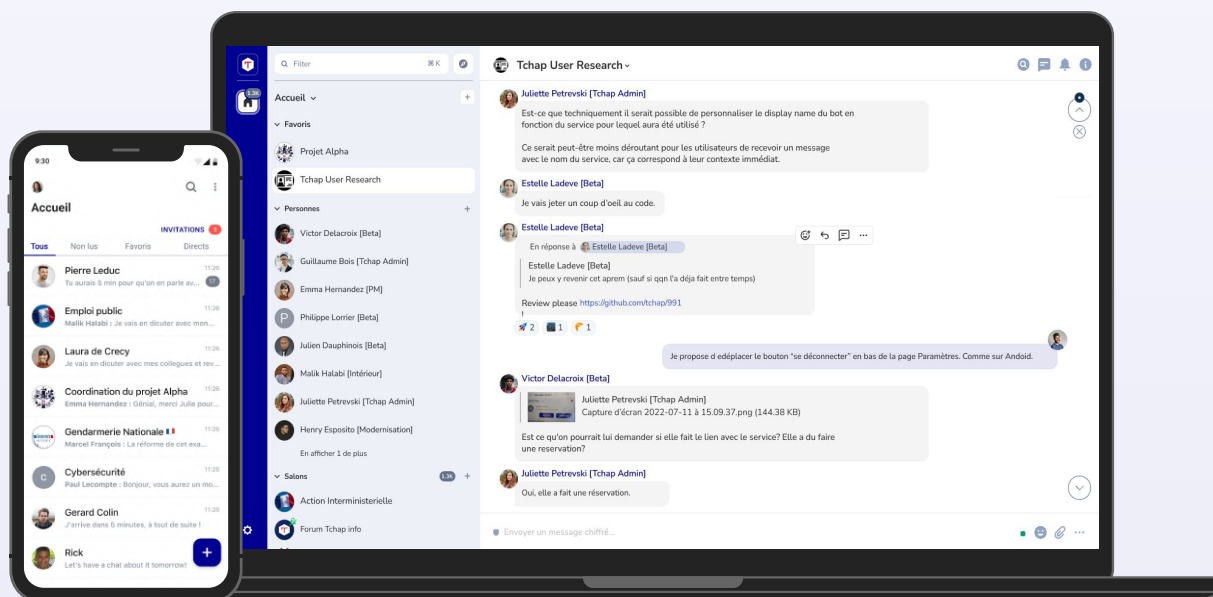 9:30
Accueil
INVITATIONS 1
Tous Non lus Favoris Directs
Pierre Leduc 11:26
Tu aurais 5 min pour qu'on en parle av...
Emploi public 11:26
Malik Halabi : Je vais en dicuter avec mon...
Laura de Crecy 11:26
Je vais en dicuter avec mes collegues et rev...
Coordination du projet Alpha 11:26
Emma Hernandez : Génial, merci Julie pour...
Gendarmerie Nationale 11:26
Marcel François : La réforme de cet exa...
C
Cybersécurité 11:26
Paul Lecompte : Bonjour, vous aurez un mo...
Gerard Colin 11:26
J'arrive dans 5 minutes, à tout de suite !
Rick
Let's have a chat about it tomorrow!
1.3K
Filter ⌘ K
Accueil
Favoris
Projet Alpha
Tchap User Research
Personnes
Victor Delacroix [Beta]
Guillaume Bois [Tchap Admin]
Emma Hernandez [PM]
P
Philippe Lorrier [Beta]
Julien Dauphinois [Beta]
Malik Halabi [Intérieur]
Juliette Petrevski [Tchap Admin]
Henry Esposito [Modernisation]
En afficher 1 de plus
Salons 1.3K
Action Interministerielle
Forum Tchap info
Tchap User Research
Juliette Petrevski [Tchap Admin]
Est-ce que techniquement il serait possible de personnaliser le display name du bot en
fonction du service pour lequel aura été utilisé ?
Ce serait peut-être moins déroutant pour les utilisateurs de recevoir un message
avec le nom du service, car ça correspond à leur contexte immédiat.
Estelle Ladeve [Beta]
Je vais jeter un coup d'oeil au code.
Estelle Ladeve [Beta]
En réponse à Estelle Ladeve [Beta]
Estelle Ladeve [Beta]
Je peux y revenir cet aprem (sauf si qqn l'a déja fait entre temps)
Review please https://github.com/tchap/991
!
2 1 1
Je propose d edéplacer le bouton "se déconnecter" en bas de la page Paramètres. Comme sur Andoid.
Victor Delacroix [Beta]
Juliette Petrevski [Tchap Admin]
Capture d'écran 2022-07-11 à 15.09.37.png (144.38 KB)
Est ce qu'on pourrait lui demander si elle fait le lien avec le service? Elle a du faire
une reservation?
Juliette Petrevski [Tchap Admin]
Oui, elle a fait une réservation.
Envoyer un message chiffré...